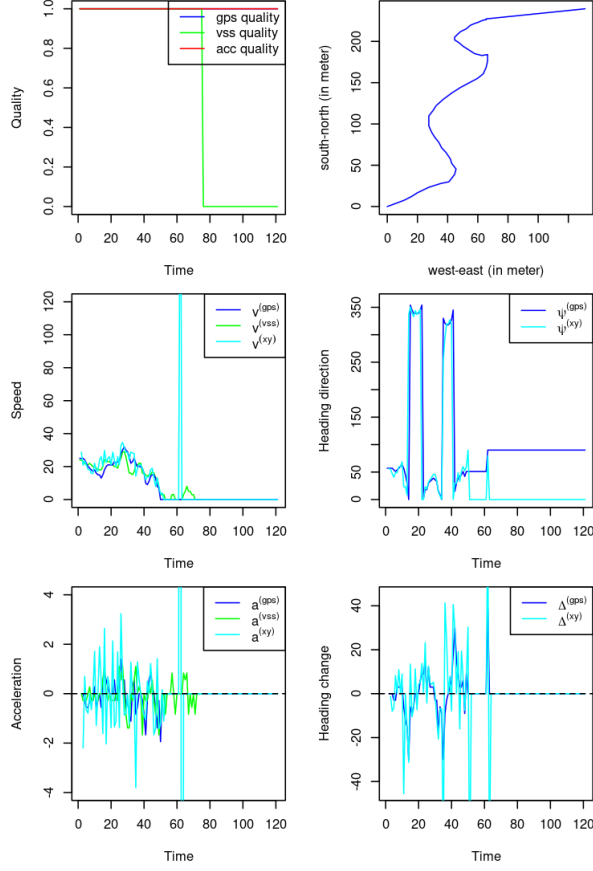 gps quality
vss quality
acc quality
Quality
0.0 0.2 0.4 0.6 0.8 1.0
0 20 40 60 80 100 120
Time
south-north (in meter)
0 50 100 150 200
0 20 40 60 80 100
west-east (in meter)
v(gps)
v(vss)
v(xy)
Speed
0 20 40 60 80 100 120
0 20 40 60 80 100 120
Time
ψ(gps)
ψ(xy)
Heading direction
0 50 150 250 350
0 20 40 60 80 100 120
Time
a(gps)
a(vss)
a(xy)
Acceleration
-4 -2 0 2 4
0 20 40 60 80 100 120
Time
Δ(gps)
Δ(xy)
Heading change
-40 -20 0 20 40
0 20 40 60 80 100 120
Time